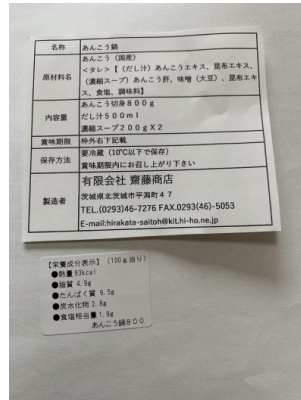 名称 あんこう鍋
原材料名 あんこう（国産）
＜タレ＞【（だし汁）あんこうエキス、昆布エキス、
（濃縮スープ）あんこう肝、味噌（大豆）、昆布エキ
ス、食塩、調味料】
内容量 あんこう切身８００ｇ
だし汁５００ｍｌ
濃縮スープ２００ｇＸ２
賞味期限 枠外右下記載
保存方法 要冷蔵（10℃以下で保存）
賞味期限内にお召し上がり下さい
製造者 有限会社 齋藤商店
茨城県北茨城市平潟町４７
TEL.(0293)46-7276 FAX.0293(46)-5053
E-mail:hirakata-saitoh@kit.hi-ho.ne.jp
【栄養成分表示】（100ｇ当り）
●熱量 93kcal
●脂質 4.9g
●たんぱく質 9.5g
●炭水化物 2.8g
●食塩相当量 1.9g
あんこう鍋８００